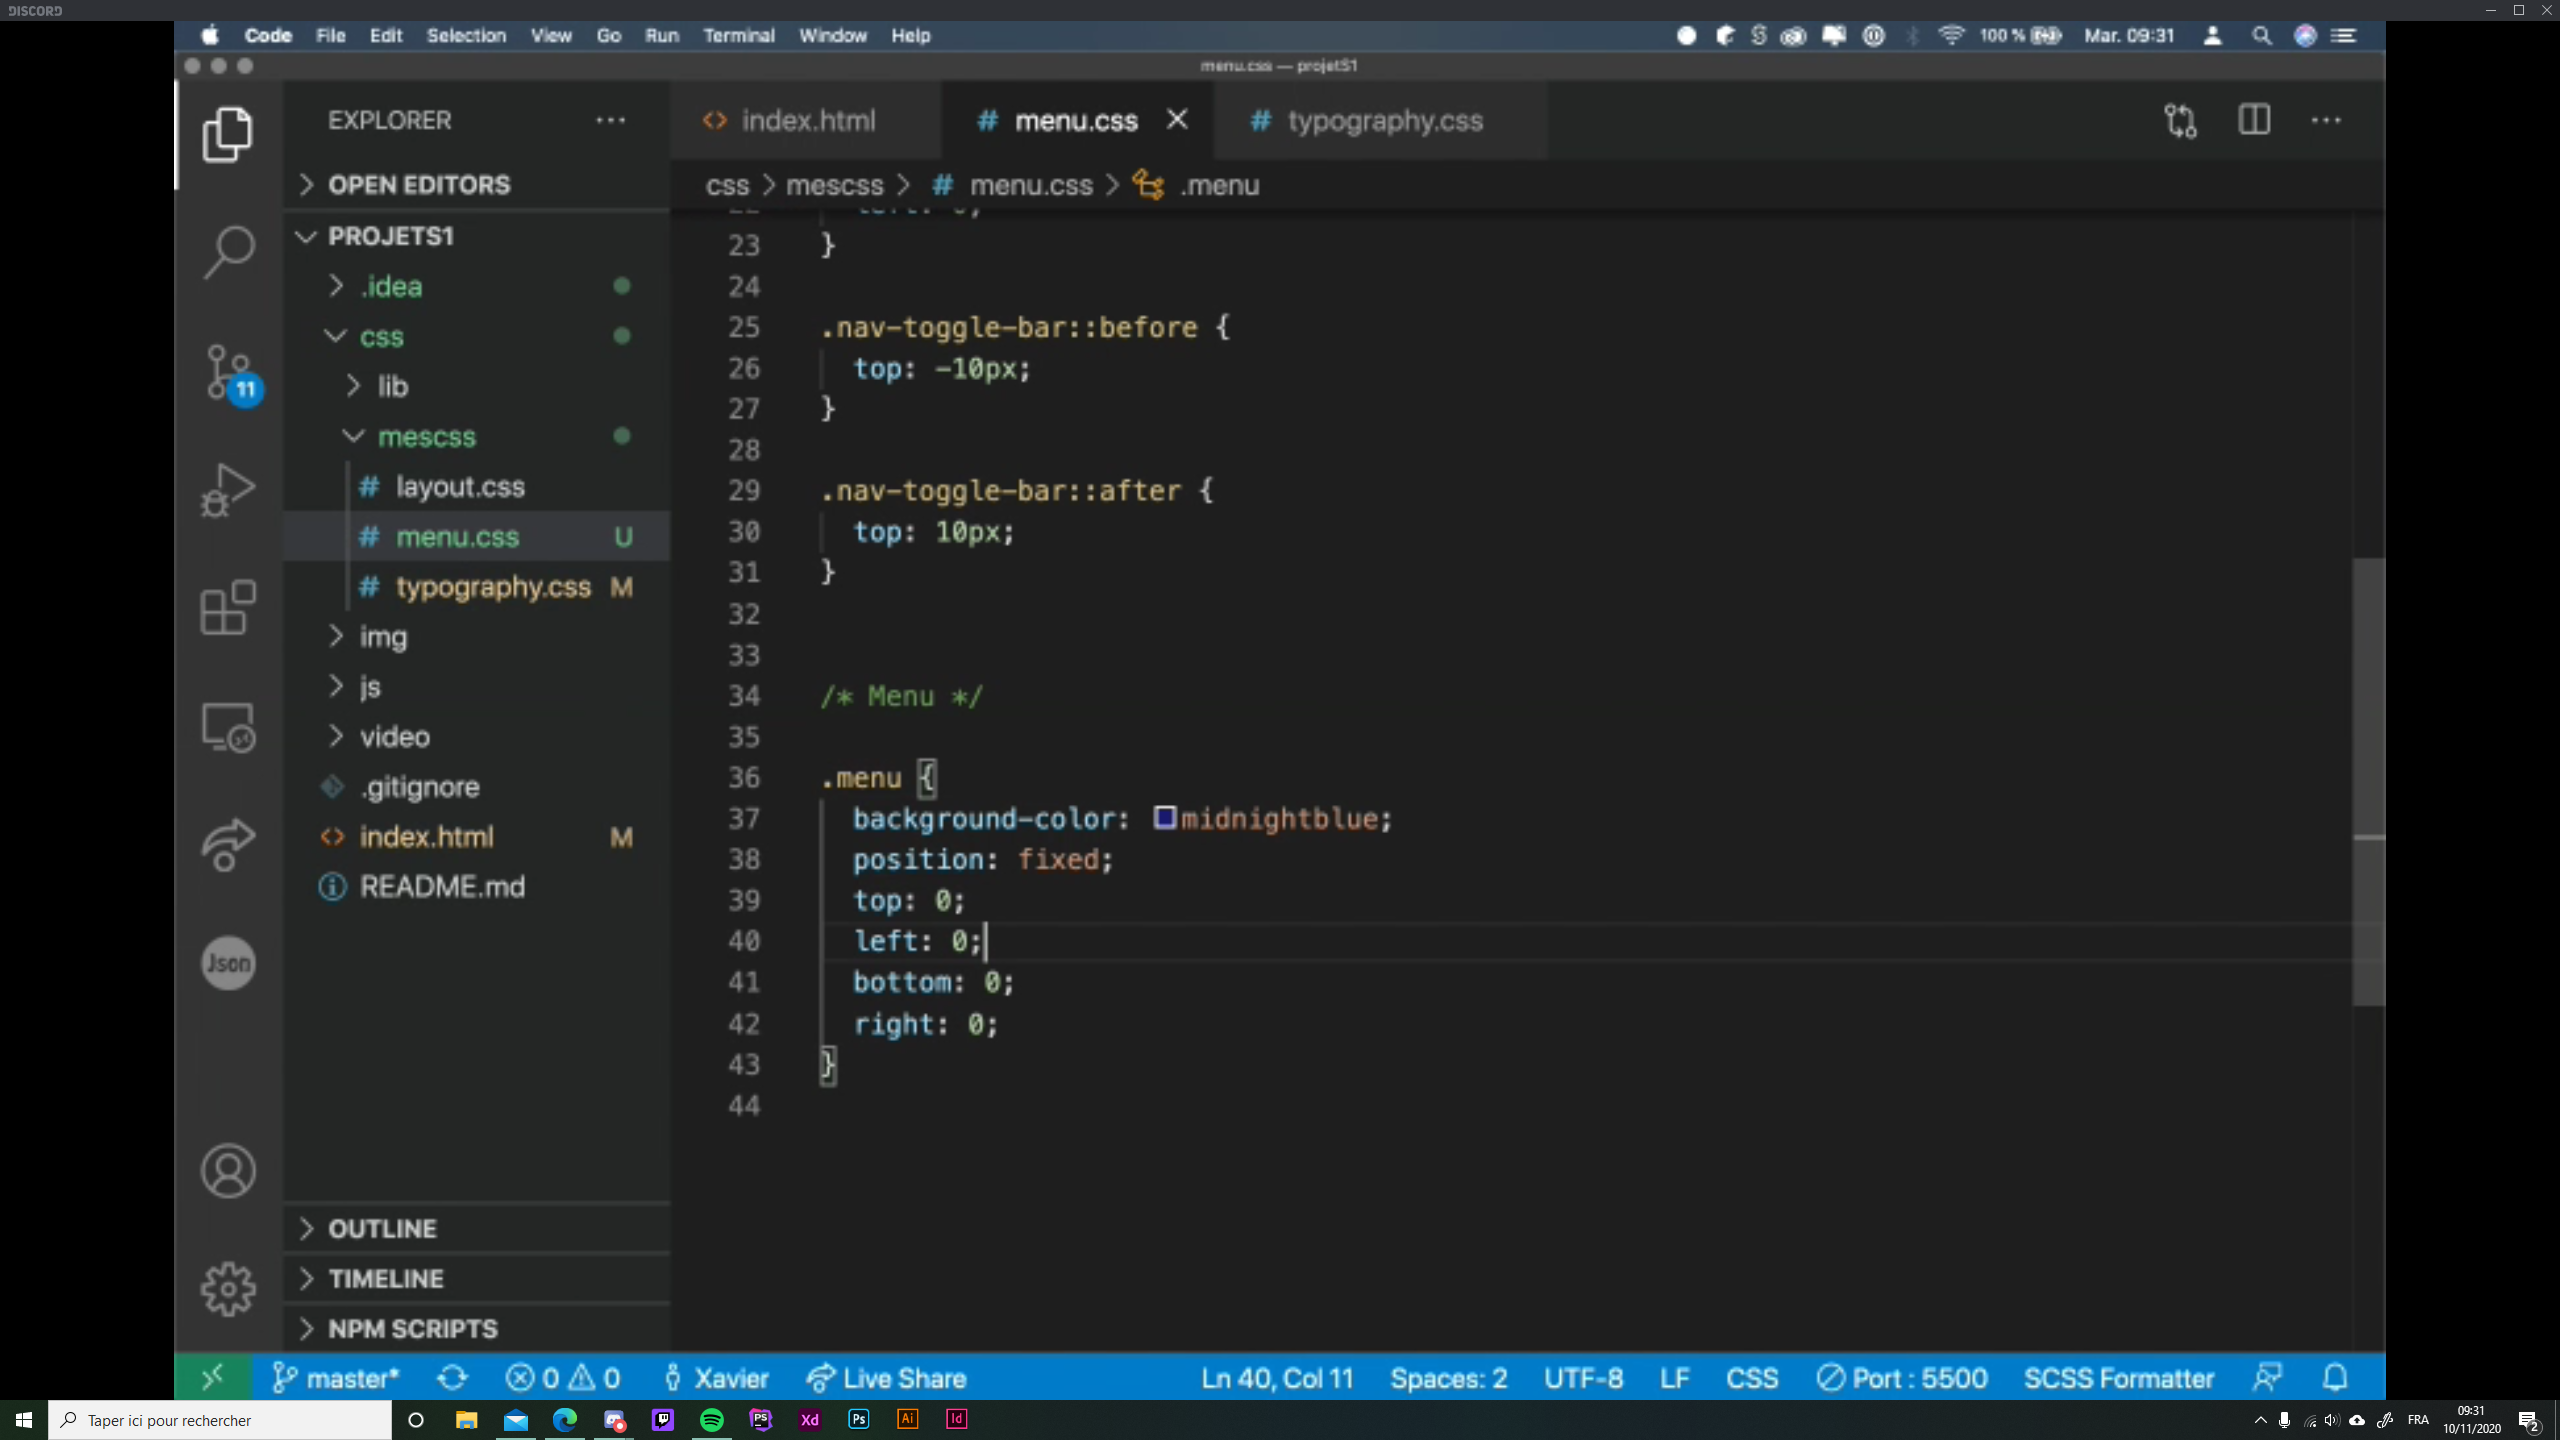 DISCORD
Code File Edit Selection View Go Run Terminal Window Help 100 % Mar. 09:31
menu.css — projetS1
EXPLORER
index.html
menu.css
typography.css
OPEN EDITORS
css > mescss > # menu.css > .menu
PROJETS1
.idea
css
lib
mescss
# layout.css
# menu.css U
# typography.css M
img
js
video
.gitignore
index.html M
README.md
11
Json
OUTLINE
TIMELINE
NPM SCRIPTS
23 }
24
25 .nav-toggle-bar::before {
26 top: -10px;
27 }
28
29 .nav-toggle-bar::after {
30 top: 10px;
31 }
32
33
34 /* Menu */
35
36 .menu {
37 background-color: midnightblue;
38 position: fixed;
39 top: 0;
40 left: 0;
41 bottom: 0;
42 right: 0;
43 }
44
master* 0 0 Xavier Live Share Ln 40, Col 11 Spaces: 2 UTF-8 LF CSS Port : 5500 SCSS Formatter
Taper ici pour rechercher
PS Xd Ps Ai Id
FRA
09:31
10/11/2020
2